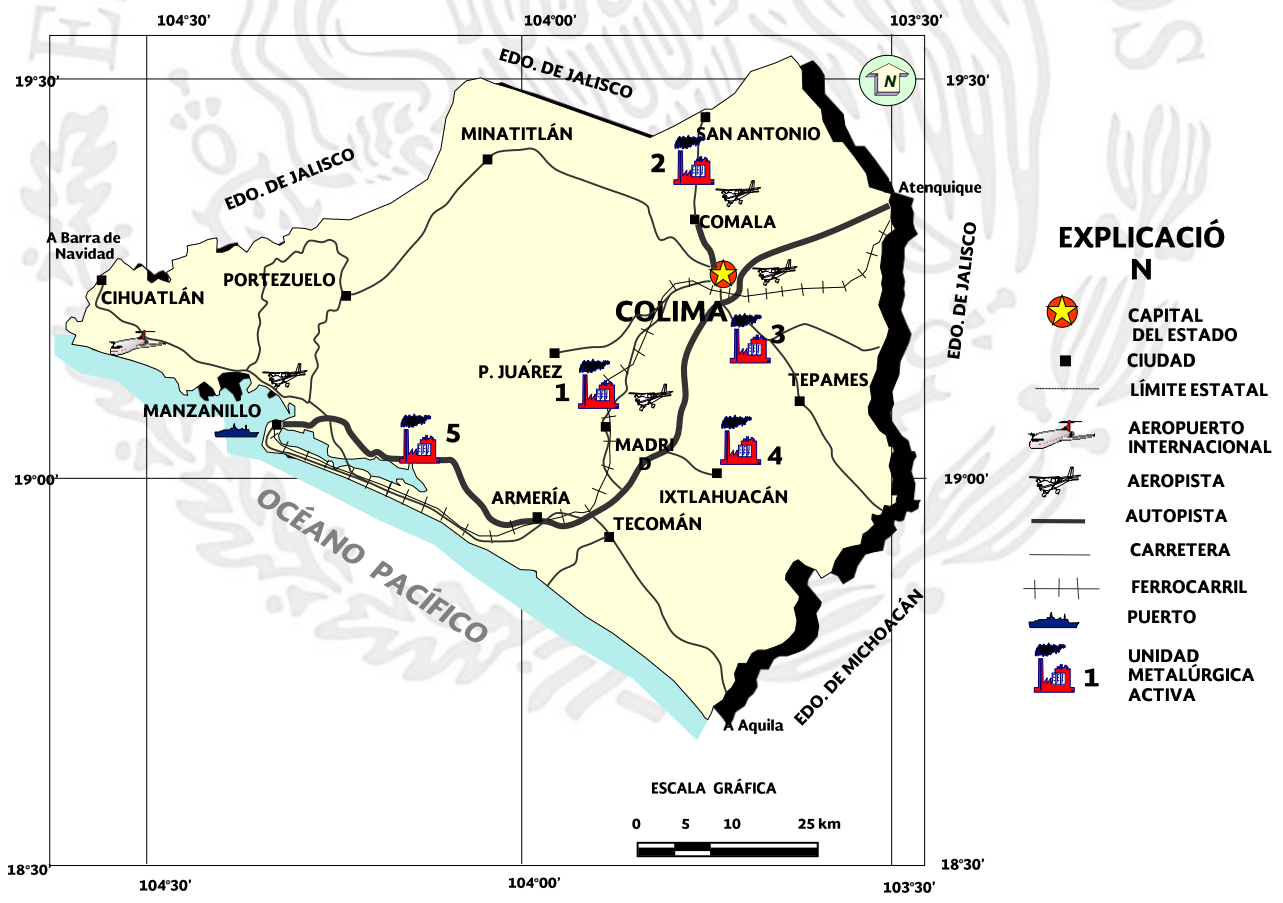 104°30’
104°00’
103°30’
19°30’
19°30’
EDO. DE JALISCO
N
MINATITLÁN
SAN ANTONIO
2
EDO. DE JALISCO
Atenquique
COMALA
A Barra de
Navidad
PORTEZUELO
CIHUATLÁN
COLIMA
EDO. DE JALISCO
3
P. JUÁREZ
1
TEPAMES
MANZANILLO
5
MADRI
D
4
ARMERÍA
IXTLAHUACÁN
TECOMÁN
19°00’
19°00’
OCÉANO PACÍFICO
EDO. DE MICHOACÁN
A Aquila
ESCALA GRÁFICA
0 5 10 25 km
18°30’
18°30’
104°30’
104°00’
103°30’
EXPLICACIÓ
N
CAPITAL
DEL ESTADO
CIUDAD
LÍMITE ESTATAL
AEROPUERTO
INTERNACIONAL
AEROPISTA
AUTOPISTA
CARRETERA
FERROCARRIL
PUERTO
1
UNIDAD
METALÚRGICA
ACTIVA